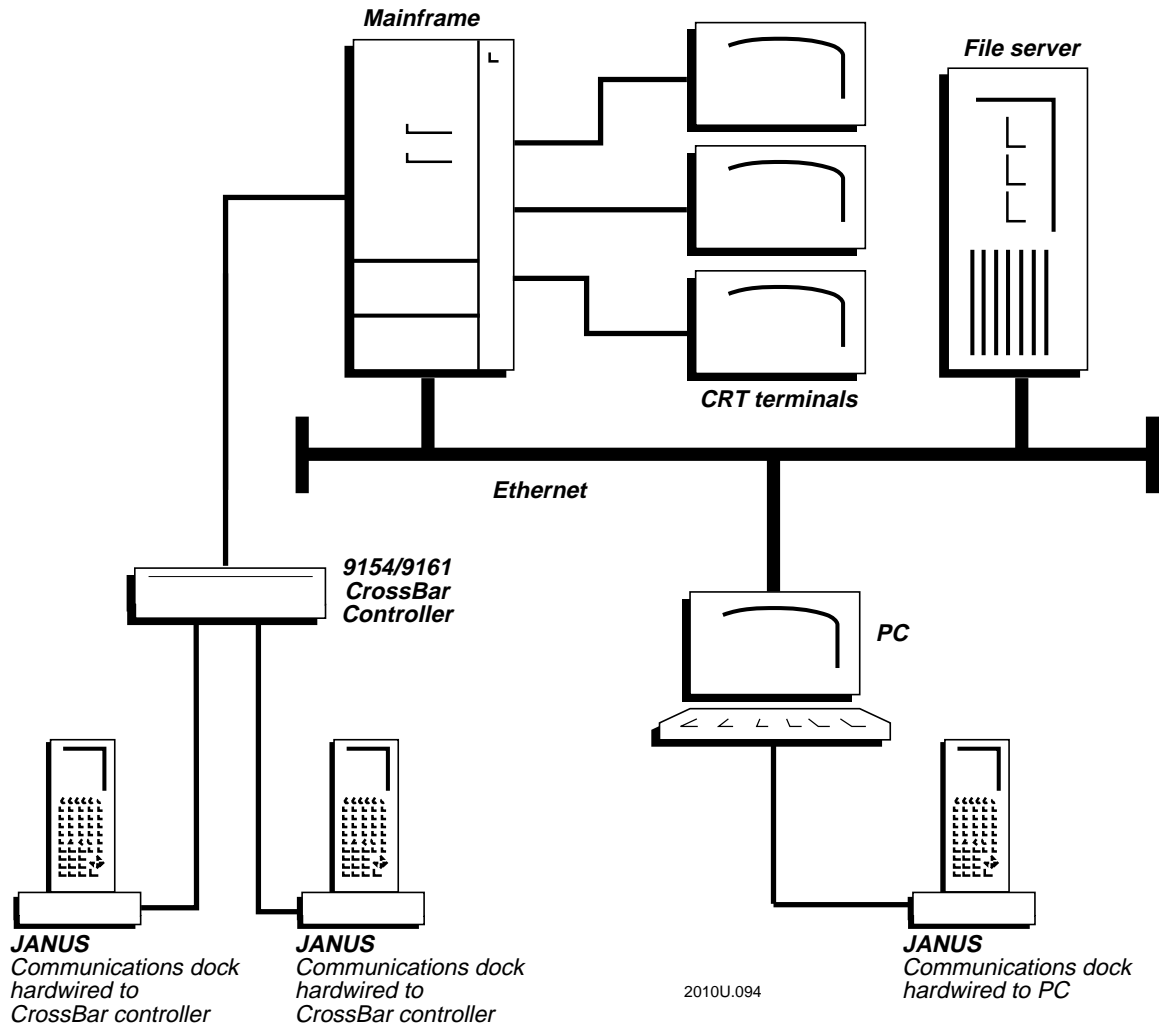 Mainframe
File server
CRT terminals
Ethernet
9154/9161
CrossBar
Controller
PC
JANUS
Communications dock
hardwired to
CrossBar controller
JANUS
Communications dock
hardwired to
CrossBar controller
2010U.094
JANUS
Communications dock
hardwired to PC